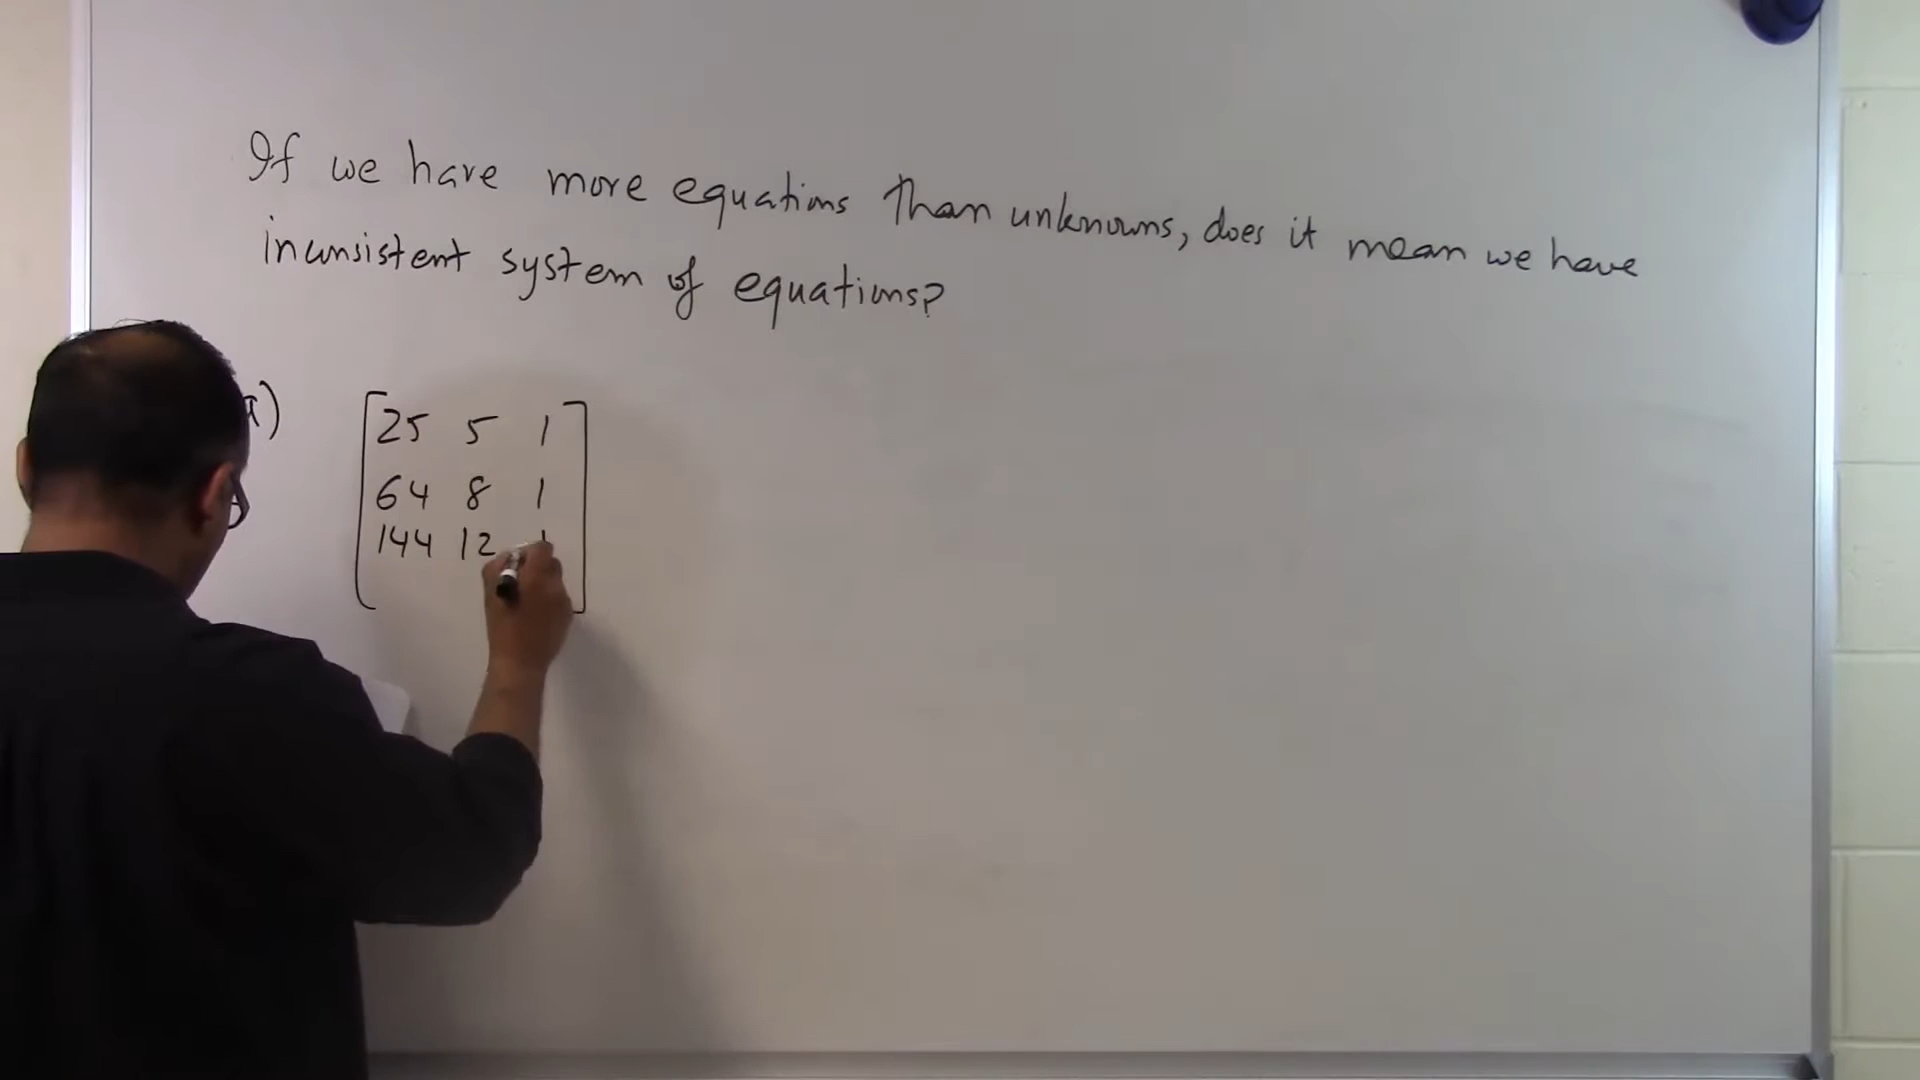 If we have more equations than unknowns, does it mean we have
inconsistent system of equations?
a)
25 5 1
64 8 1
144 12 1